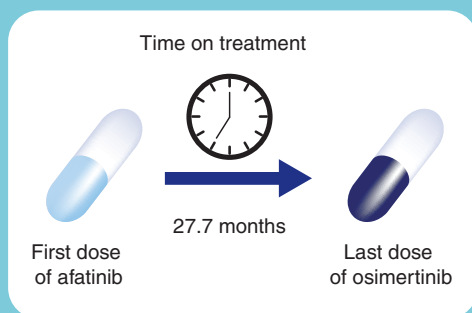 Time on treatment
27.7 months
First dose
of afatinib
Last dose
of osimertinib